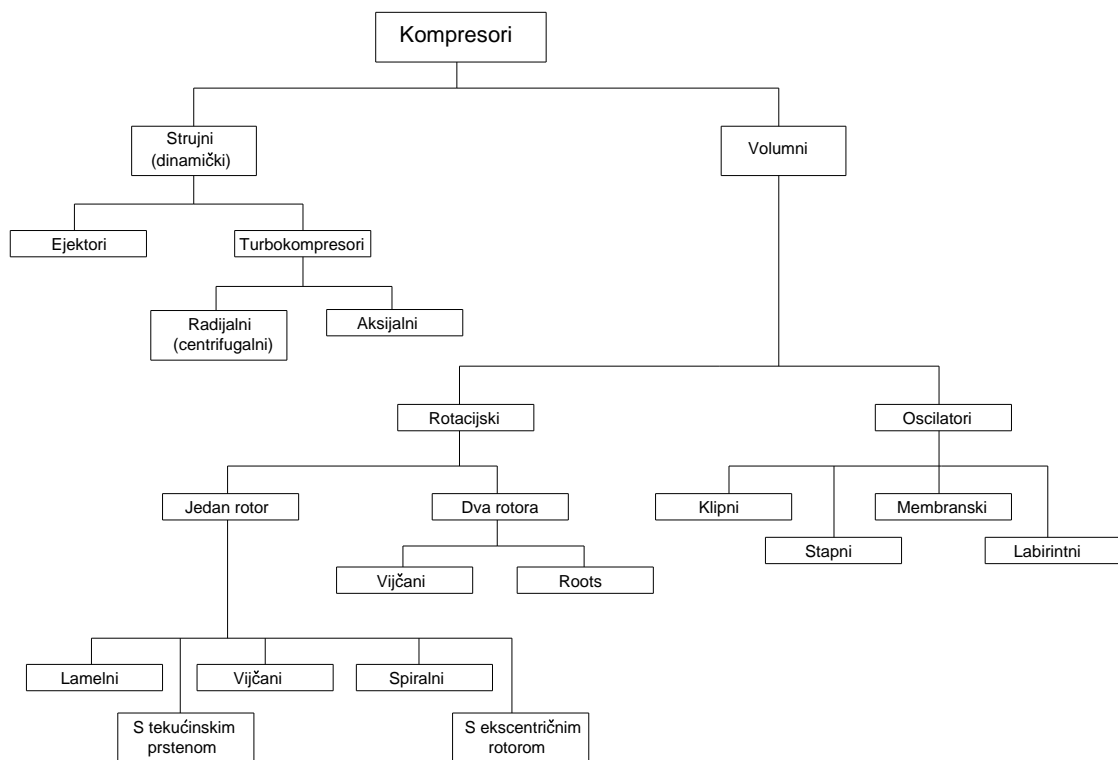 Kompresori
Strujni
(dinamički)
Volumni
Ejektori
Turbokompresori
Radijalni
(centrifugalni)
Aksijalni
Rotacijski
Oscilatori
Jedan rotor
Dva rotora
Klipni
Membranski
Stapni
Labirintni
Vijčani
Roots
Lamelni
Vijčani
Spiralni
S tekućinskim
prstenom
S ekscentričnim
rotorom